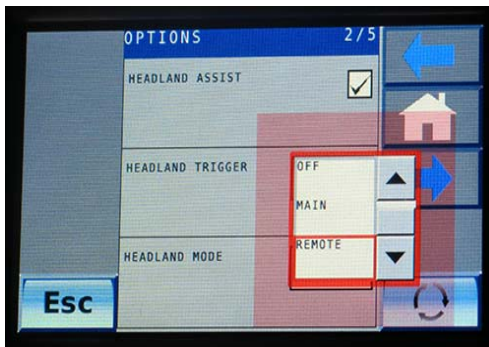 OPTIONS 2/5
HEADLAND ASSIST
HEADLAND TRIGGER
OFF
MAIN
REMOTE
HEADLAND MODE
Esc